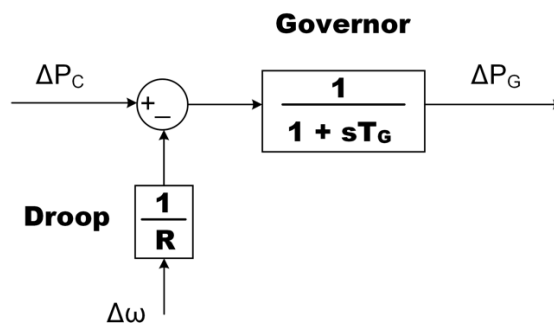 Governor
ΔP_C
ΔP_G
+
−
1
1 + sT_G
Droop
1
R
Δω